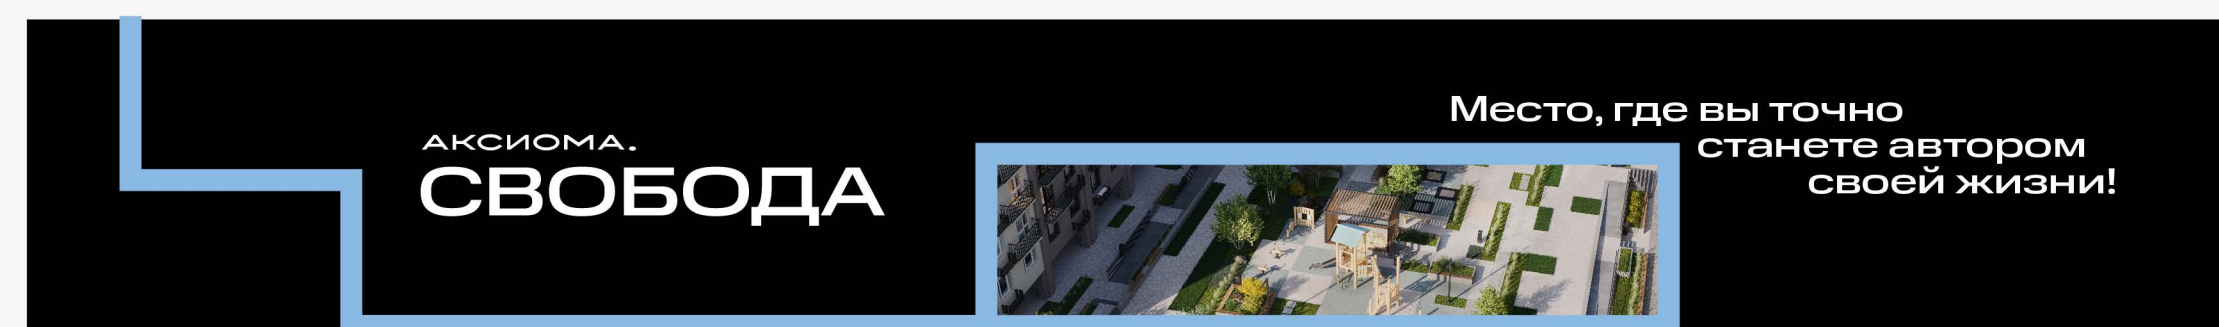 АКСИОМА.
СВОБОДА
Место, где вы точно
станете автором
своей жизни!